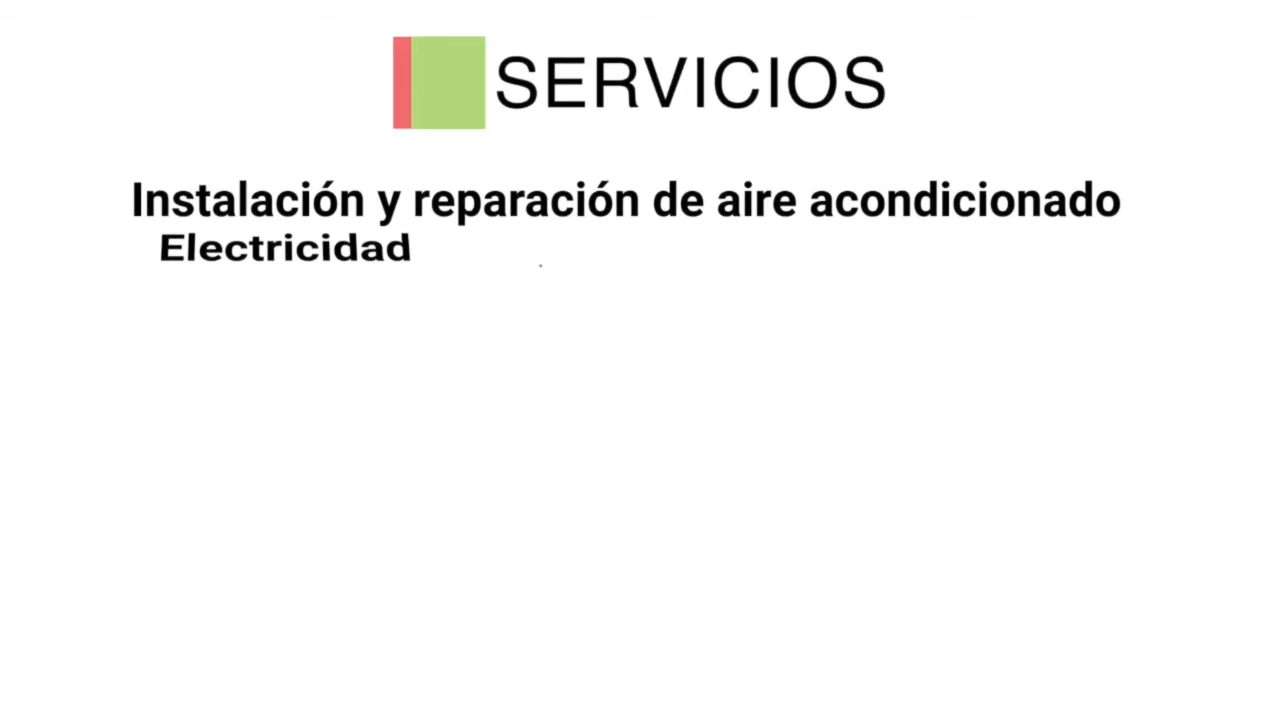 SERVICIOS
Instalación y reparación de aire acondicionado
Electricidad